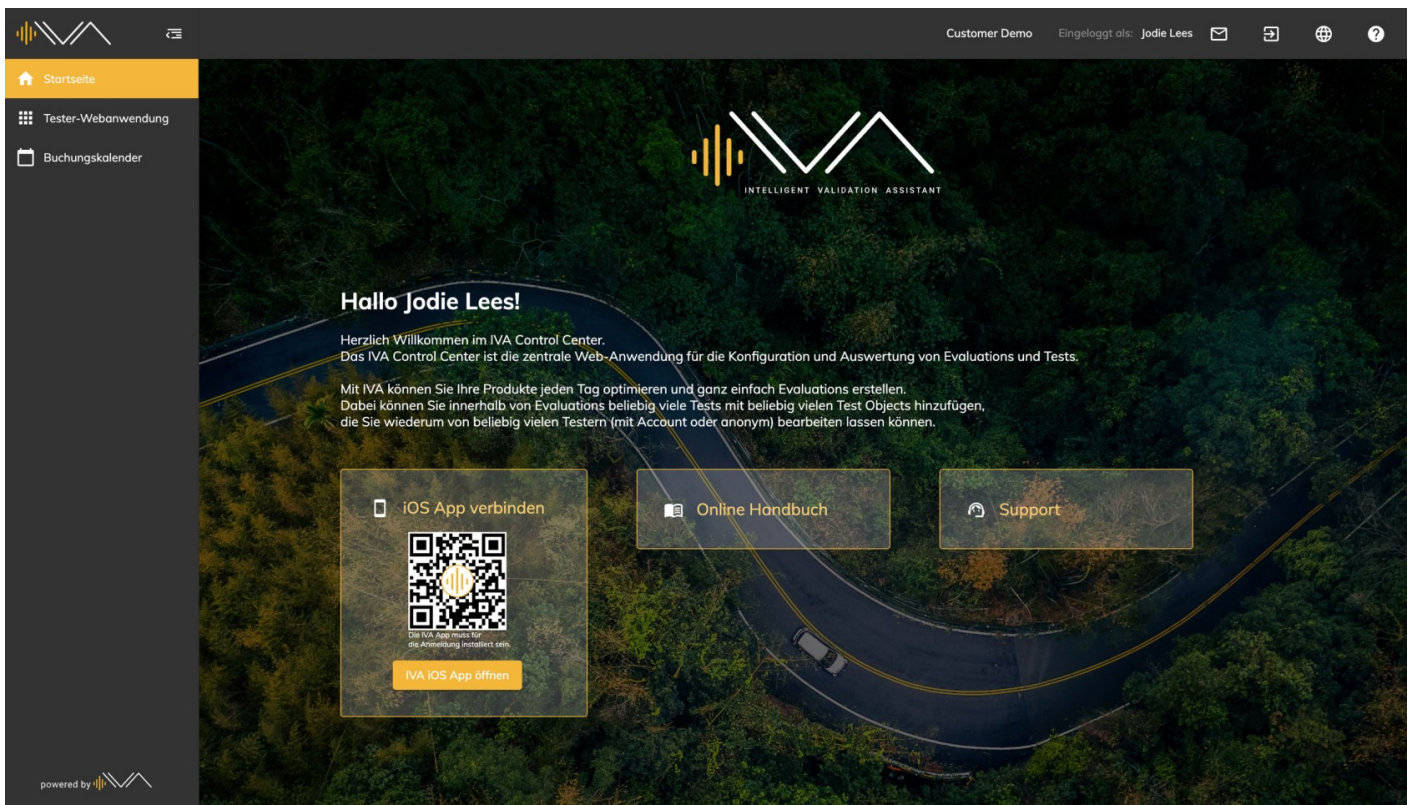 IVA
Customer Demo
Eingeloggt als: Jodie Lees
Startseite
Tester-Webanwendung
Buchungskalender
IVA
INTELLIGENT VALIDATION ASSISTANT
Hallo Jodie Lees!
Herzlich Willkommen im IVA Control Center.
Das IVA Control Center ist die zentrale Web-Anwendung für die Konfiguration und Auswertung von Evaluations und Tests.
Mit IVA können Sie Ihre Produkte jeden Tag optimieren und ganz einfach Evaluations erstellen.
Dabei können Sie innerhalb von Evaluations beliebig viele Tests mit beliebig vielen Test Objects hinzufügen,
die Sie wiederum von beliebig vielen Testern (mit Account oder anonym) bearbeiten lassen können.
iOS App verbinden
Online Handbuch
Support
Die IVA App muss für
die Anmeldung installiert sein.
IVA iOS App öffnen
powered by IVA